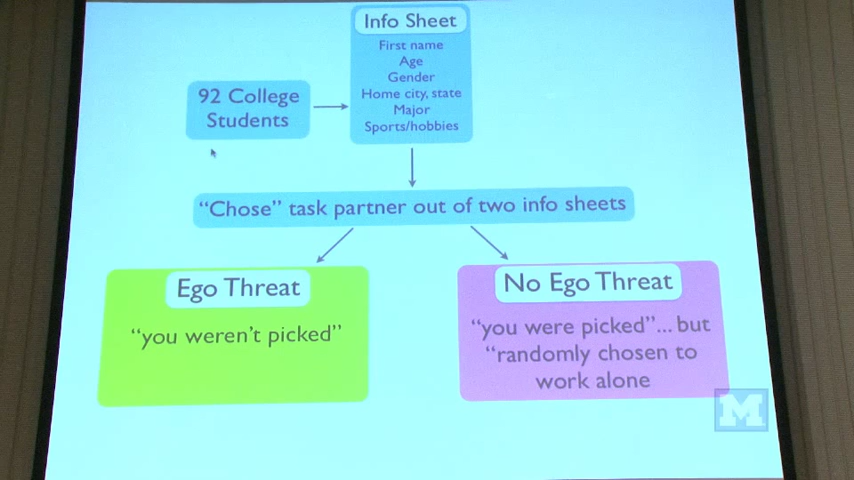 Info Sheet
First name
Age
Gender
Home city, state
Major
Sports/hobbies
92 College
Students
“Chose” task partner out of two info sheets
Ego Threat
“you weren’t picked”
No Ego Threat
“you were picked”... but
“randomly chosen to
work alone
M